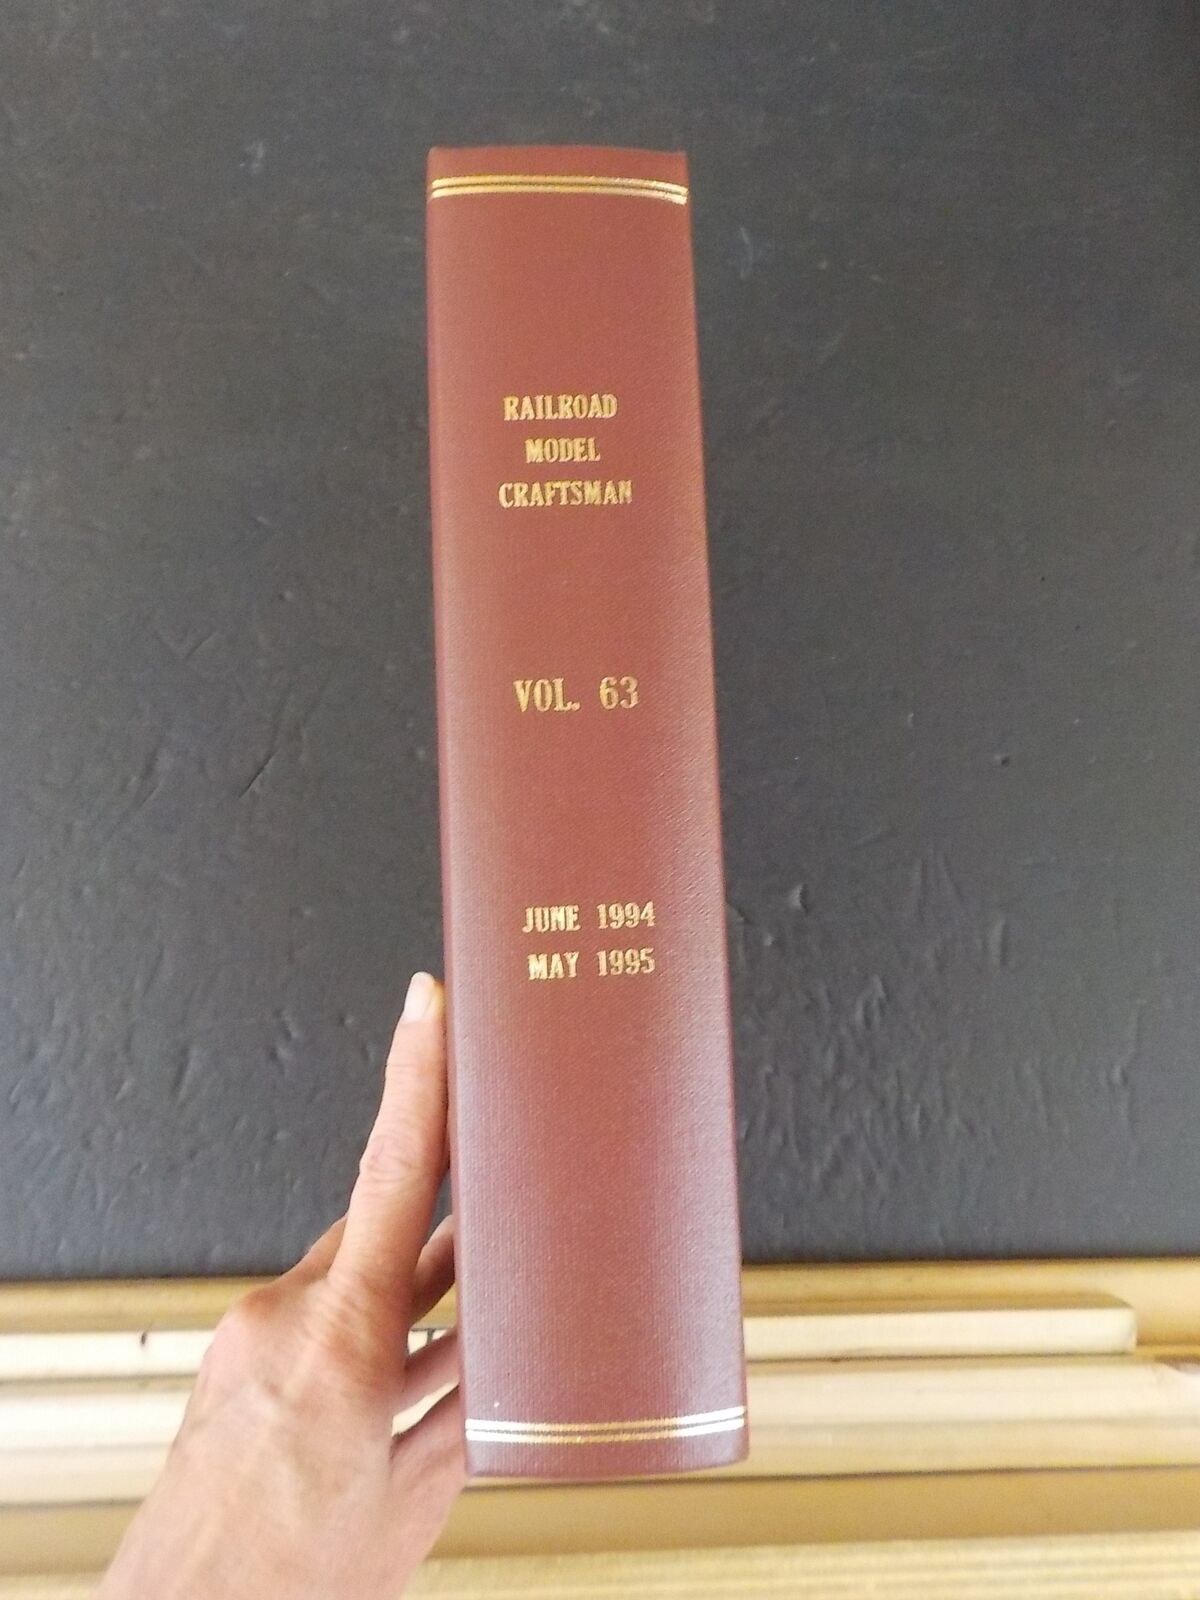 RAILROAD
MODEL
CRAFTSMAN
VOL. 63
JUNE 1994
MAY 1995